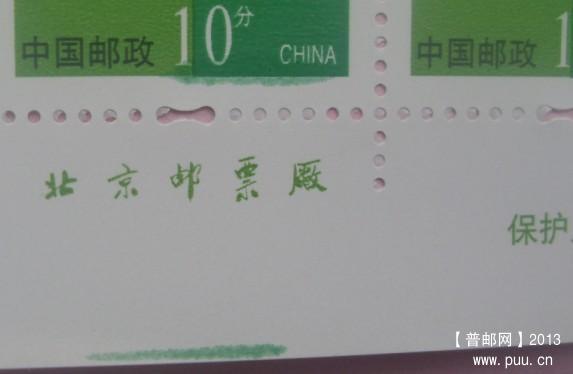 中国邮政 10分 CHINA
中国邮政 1
北京邮票厰
保护
【普邮网】2013
www.puu.cn